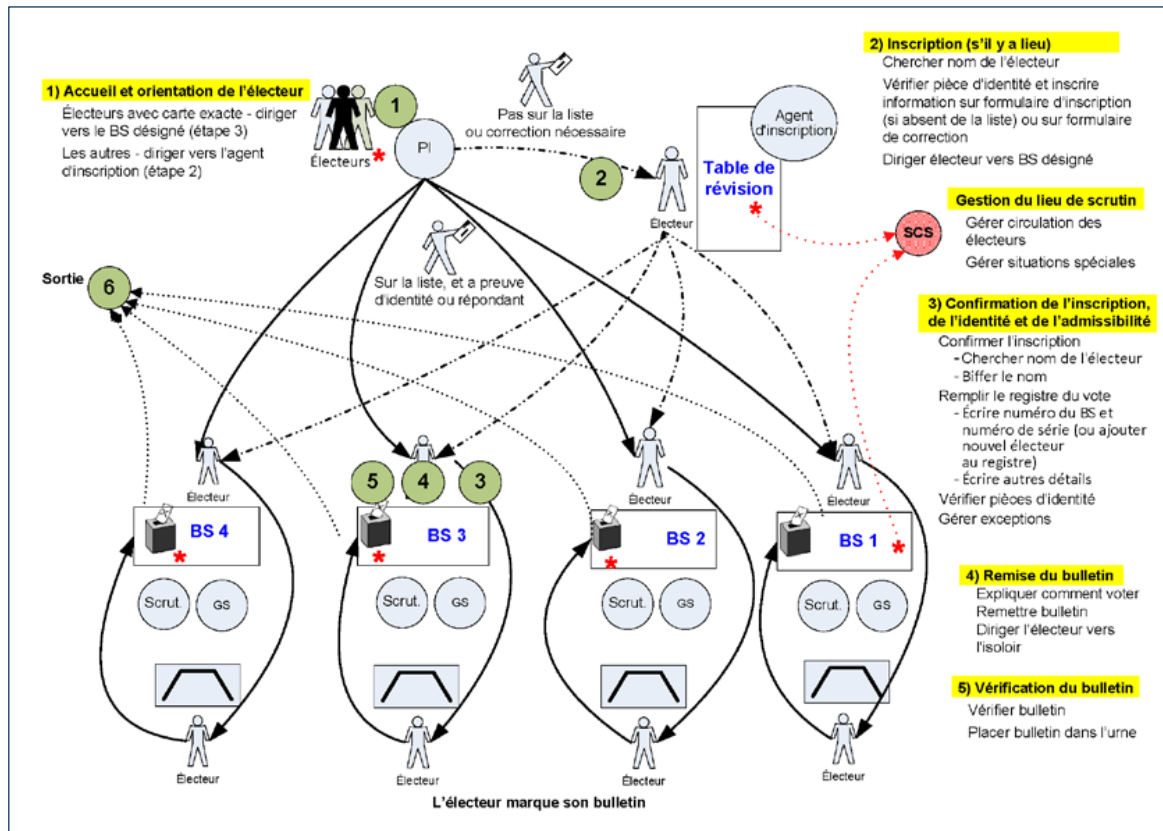 1) Accueil et orientation de l'électeur
Électeurs avec carte exacte - diriger
vers le BS désigné (étape 3)
Les autres - diriger vers l'agent
d'inscription (étape 2)
1
Électeurs *
PI
Pas sur la liste
ou correction nécessaire
2
Électeur
Agent
d'inscription
Table de
révision
*
2) Inscription (s'il y a lieu)
Chercher nom de l'électeur
Vérifier pièce d'identité et inscrire
information sur formulaire d'inscription
(si absent de la liste) ou sur formulaire
de correction
Diriger électeur vers BS désigné
Gestion du lieu de scrutin
SCS
Gérer circulation des
électeurs
Gérer situations spéciales
Sortie
6
Sur la liste, et a preuve
d'identité ou répondant
3) Confirmation de l'inscription,
de l'identité et de l'admissibilité
Confirmer l'inscription
- Chercher nom de l'électeur
- Biffer le nom
Remplir le registre du vote
- Écrire numéro du BS et
numéro de série (ou ajouter
nouvel électeur
au registre)
- Écrire autres détails
Vérifier pièces d'identité
Gérer exceptions
4) Remise du bulletin
Expliquer comment voter
Remettre bulletin
Diriger l'électeur vers
l'isoloir
5) Vérification du bulletin
Vérifier bulletin
Placer bulletin dans l'urne
Électeur
BS 4
*
Scrut.
GS
Électeur
5
4
3
BS 3
*
Scrut.
GS
Électeur
Électeur
BS 2
*
Scrut.
GS
Électeur
Électeur
BS 1
*
Scrut.
GS
Électeur
L'électeur marque son bulletin